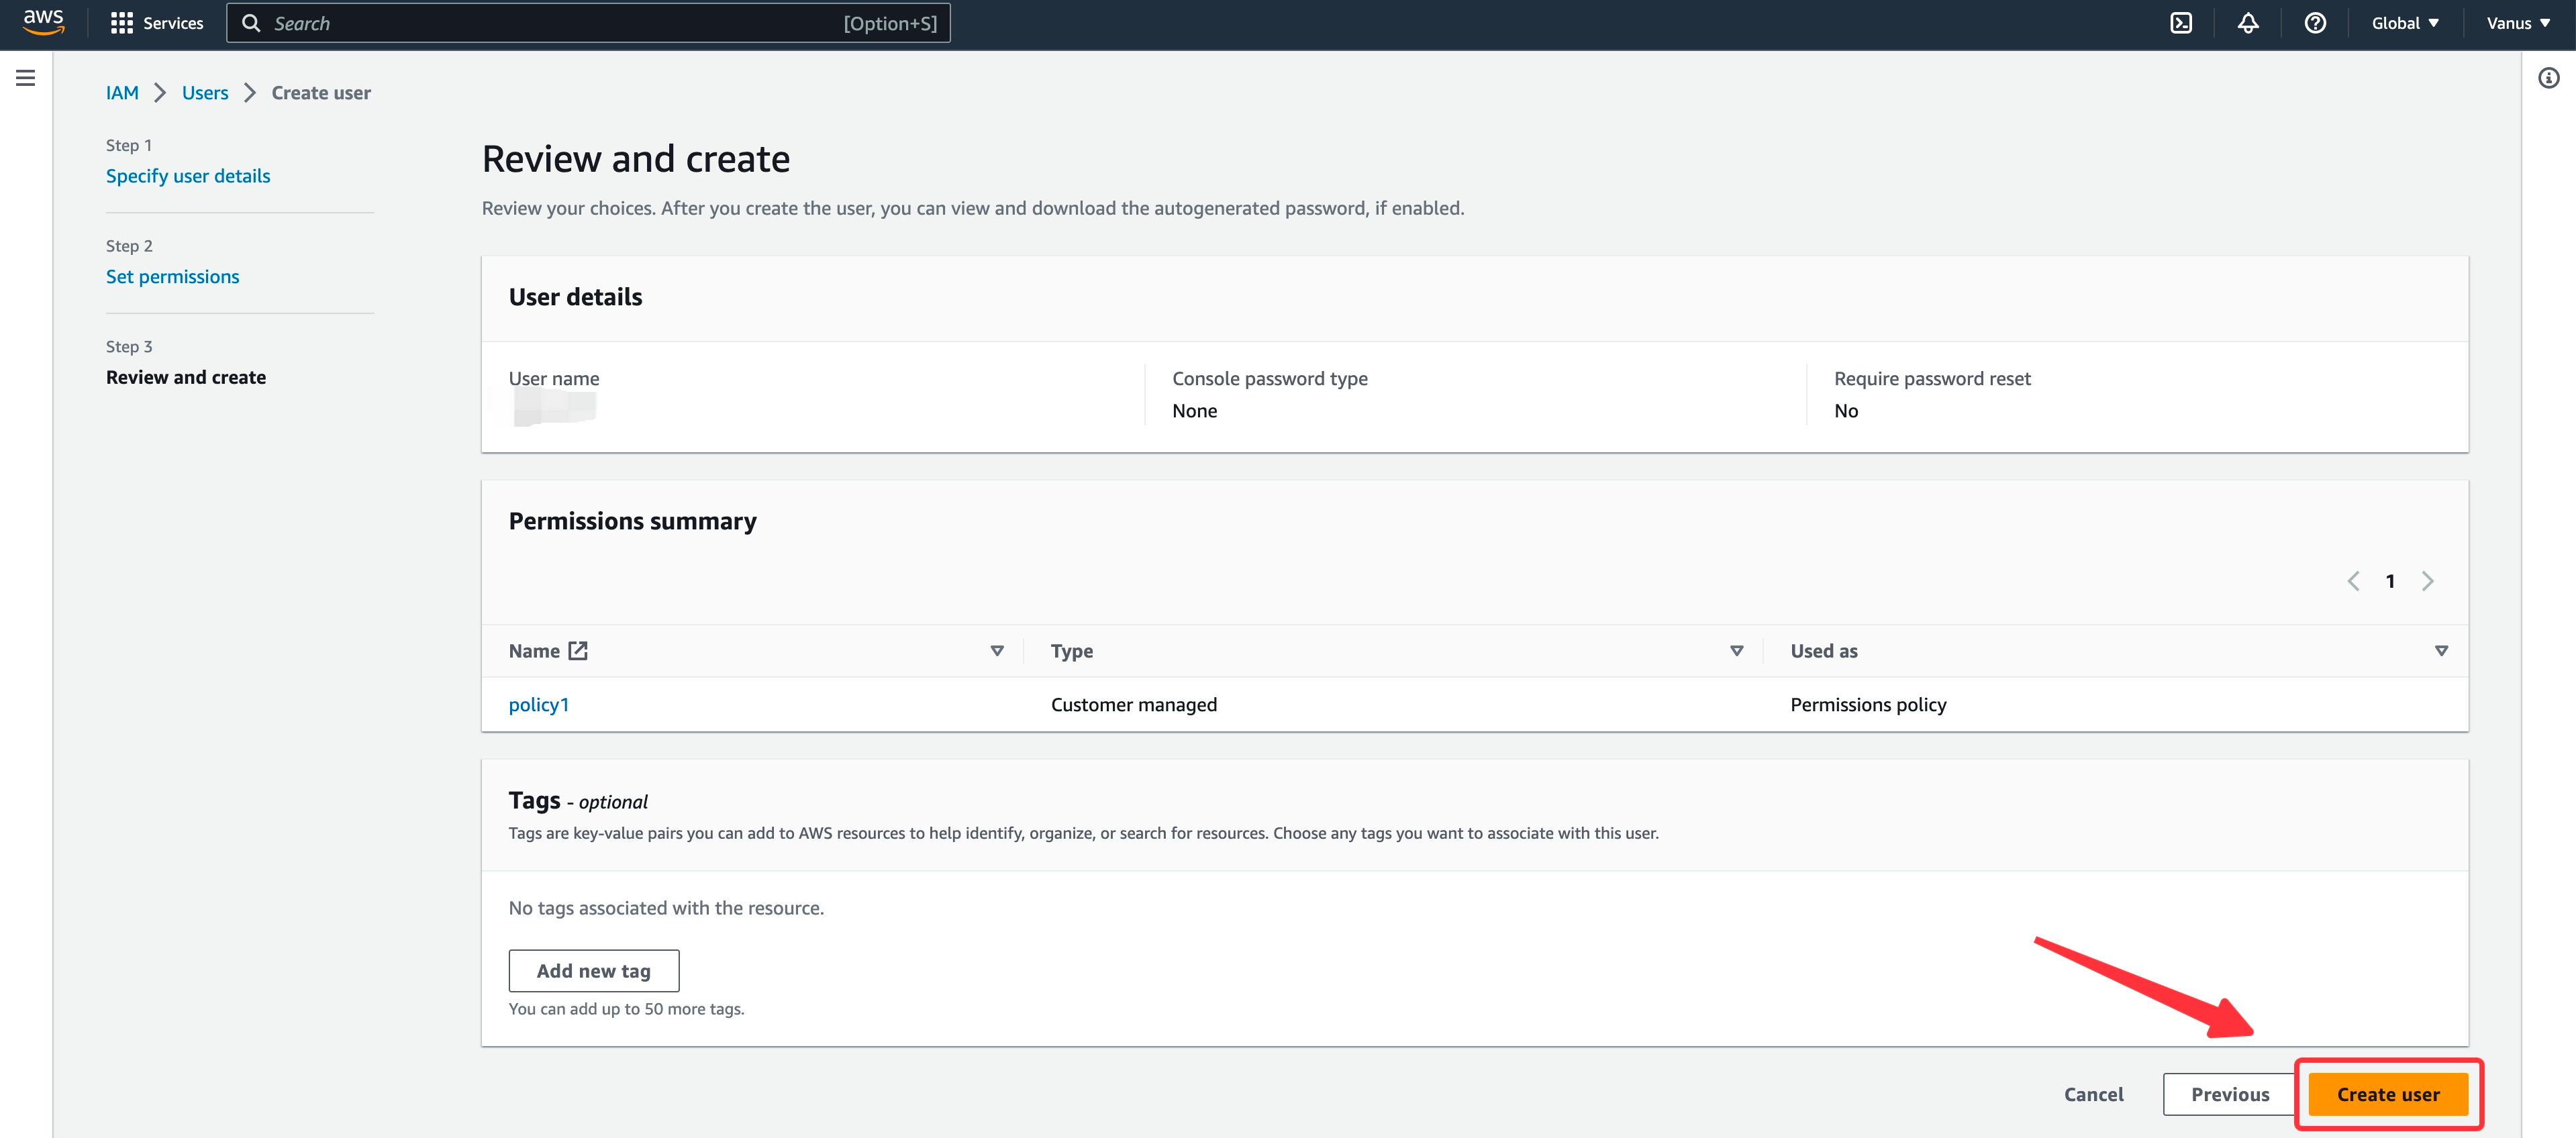 aws
Services
Search
[Option+S]
Global
Vanus
IAM > Users > Create user
Step 1
Specify user details
Step 2
Set permissions
Step 3
Review and create
Review and create
Review your choices. After you create the user, you can view and download the autogenerated password, if enabled.
User details
User name
Console password type
None
Require password reset
No
Permissions summary
1
Name
Type
Used as
policy1
Customer managed
Permissions policy
Tags - optional
Tags are key-value pairs you can add to AWS resources to help identify, organize, or search for resources. Choose any tags you want to associate with this user.
No tags associated with the resource.
Add new tag
You can add up to 50 more tags.
Cancel
Previous
Create user